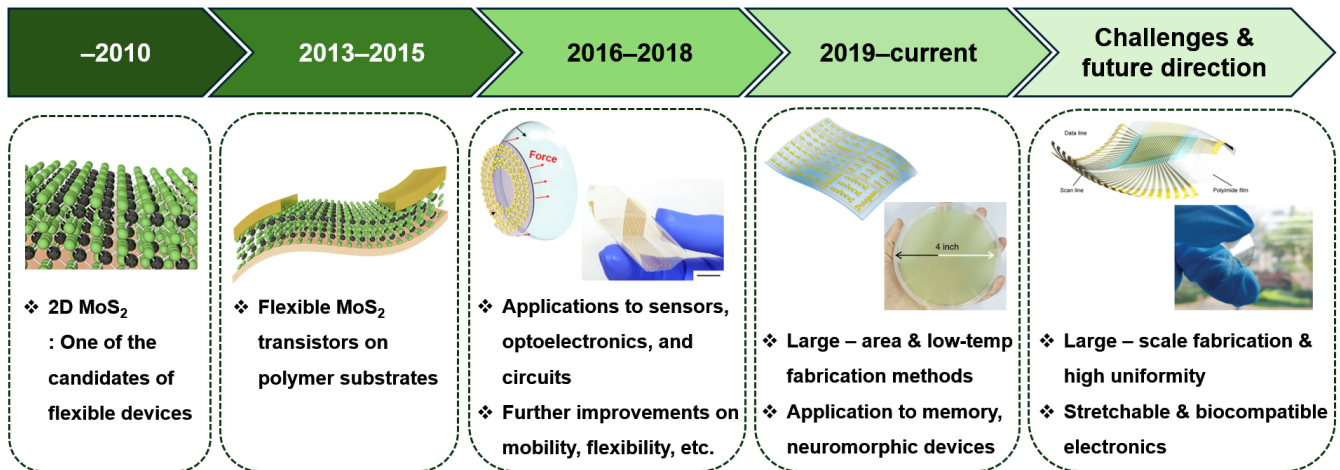 –2010
2013–2015
2016–2018
2019–current
Challenges &
future direction
❖ 2D MoS₂
: One of the
candidates of
flexible devices
❖ Flexible MoS₂
transistors on
polymer substrates
Force
❖ Applications to sensors,
optoelectronics, and
circuits
❖ Further improvements on
mobility, flexibility, etc.
4 inch
❖ Large – area & low-temp
fabrication methods
❖ Application to memory,
neuromorphic devices
Data line
Scan line
Polyimide film
❖ Large – scale fabrication &
high uniformity
❖ Stretchable & biocompatible
electronics